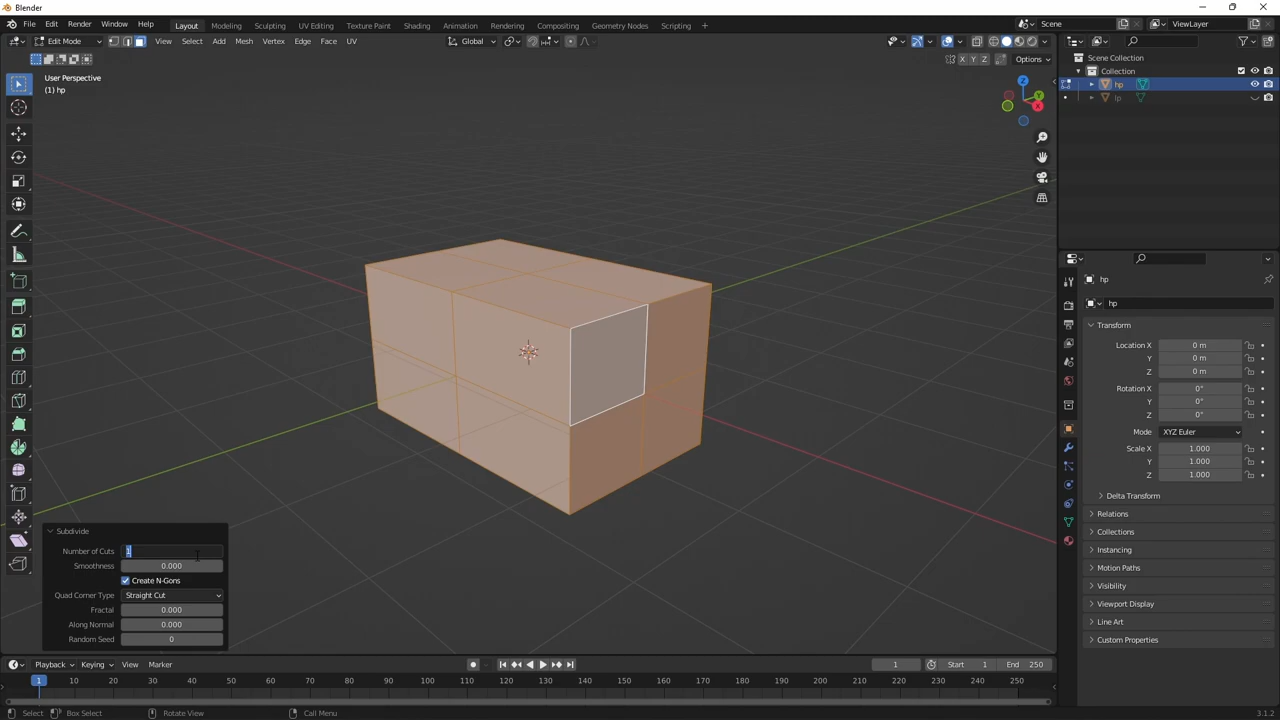 Blender
File Edit Render Window Help Layout Modeling Sculpting UV Editing Texture Paint Shading Animation Rendering Compositing Geometry Nodes Scripting + Scene ViewLayer
Edit Mode View Select Add Mesh Vertex Edge Face UV Global
X Y Z Options
User Perspective
(1) hp
Z
Y
X
Scene Collection
Collection
hp
lp
hp
hp
Transform
Location X 0 m
Y 0 m
Z 0 m
Rotation X 0°
Y 0°
Z 0°
Mode XYZ Euler
Scale X 1.000
Y 1.000
Z 1.000
Delta Transform
Relations
Collections
Instancing
Motion Paths
Visibility
Viewport Display
Line Art
Custom Properties
Subdivide
Number of Cuts 1
Smoothness 0.000
Create N-Gons
Quad Corner Type Straight Cut
Fractal 0.000
Along Normal 0.000
Random Seed 0
Playback Keying View Marker 1 Start 1 End 250
1 10 20 30 40 50 60 70 80 90 100 110 120 130 140 150 160 170 180 190 200 210 220 230 240 250
Select Box Select Rotate View Call Menu 3.1.2